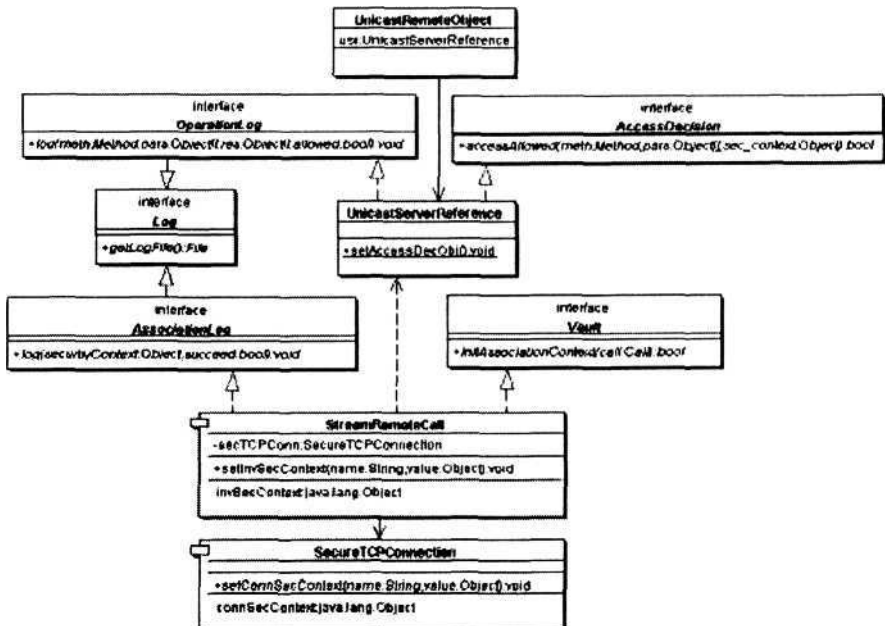 UnicastRemoteObject
usr:UnicastServerReference
interface
OperationLog
+log(meth:Method,para:Object[],res:Object[],allowed:bool):void
interface
AccessDecision
+accessAllowed(meth:Method,para:Object[],sec_context:Object):bool
interface
Log
+getLogFile():File
UnicastServerReference
+setAccessDecObj():void
interface
AssociationLog
+log(securityContext:Object,succeed:bool):void
interface
Vault
+initAssociationContext(call:Call):bool
StreamRemoteCall
-secTCPConn:SecureTCPConnection
+setInvSecContext(name:String,value:Object):void
invSecContext:java.lang.Object
SecureTCPConnection
+setConnSecContext(name:String,value:Object):void
connSecContext:java.lang.Object